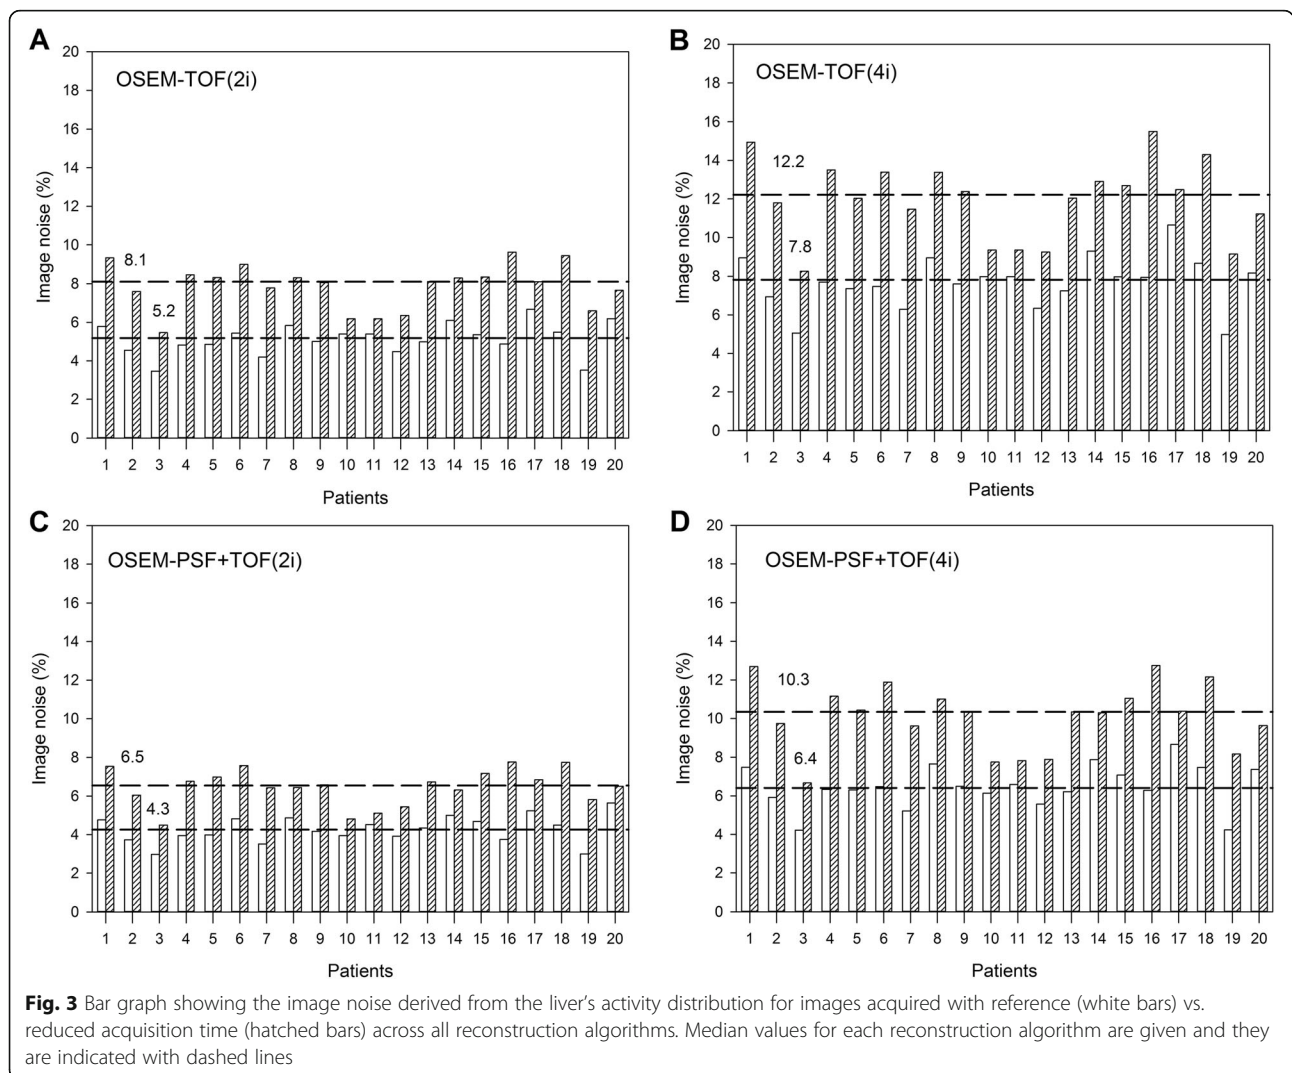 A
OSEM-TOF(2i)
Image noise (%)
20
18
16
14
12
10
8
6
4
2
0
8.1
5.2
1 2 3 4 5 6 7 8 9 10 11 12 13 14 15 16 17 18 19 20
Patients
B
OSEM-TOF(4i)
Image noise (%)
20
18
16
14
12
10
8
6
4
2
0
12.2
7.8
1 2 3 4 5 6 7 8 9 10 11 12 13 14 15 16 17 18 19 20
Patients
C
OSEM-PSF+TOF(2i)
Image noise (%)
20
18
16
14
12
10
8
6
4
2
0
6.5
4.3
1 2 3 4 5 6 7 8 9 10 11 12 13 14 15 16 17 18 19 20
Patients
D
OSEM-PSF+TOF(4i)
Image noise (%)
20
18
16
14
12
10
8
6
4
2
0
10.3
6.4
1 2 3 4 5 6 7 8 9 10 11 12 13 14 15 16 17 18 19 20
Patients
Fig. 3 Bar graph showing the image noise derived from the liver's activity distribution for images acquired with reference (white bars) vs.
reduced acquisition time (hatched bars) across all reconstruction algorithms. Median values for each reconstruction algorithm are given and they
are indicated with dashed lines